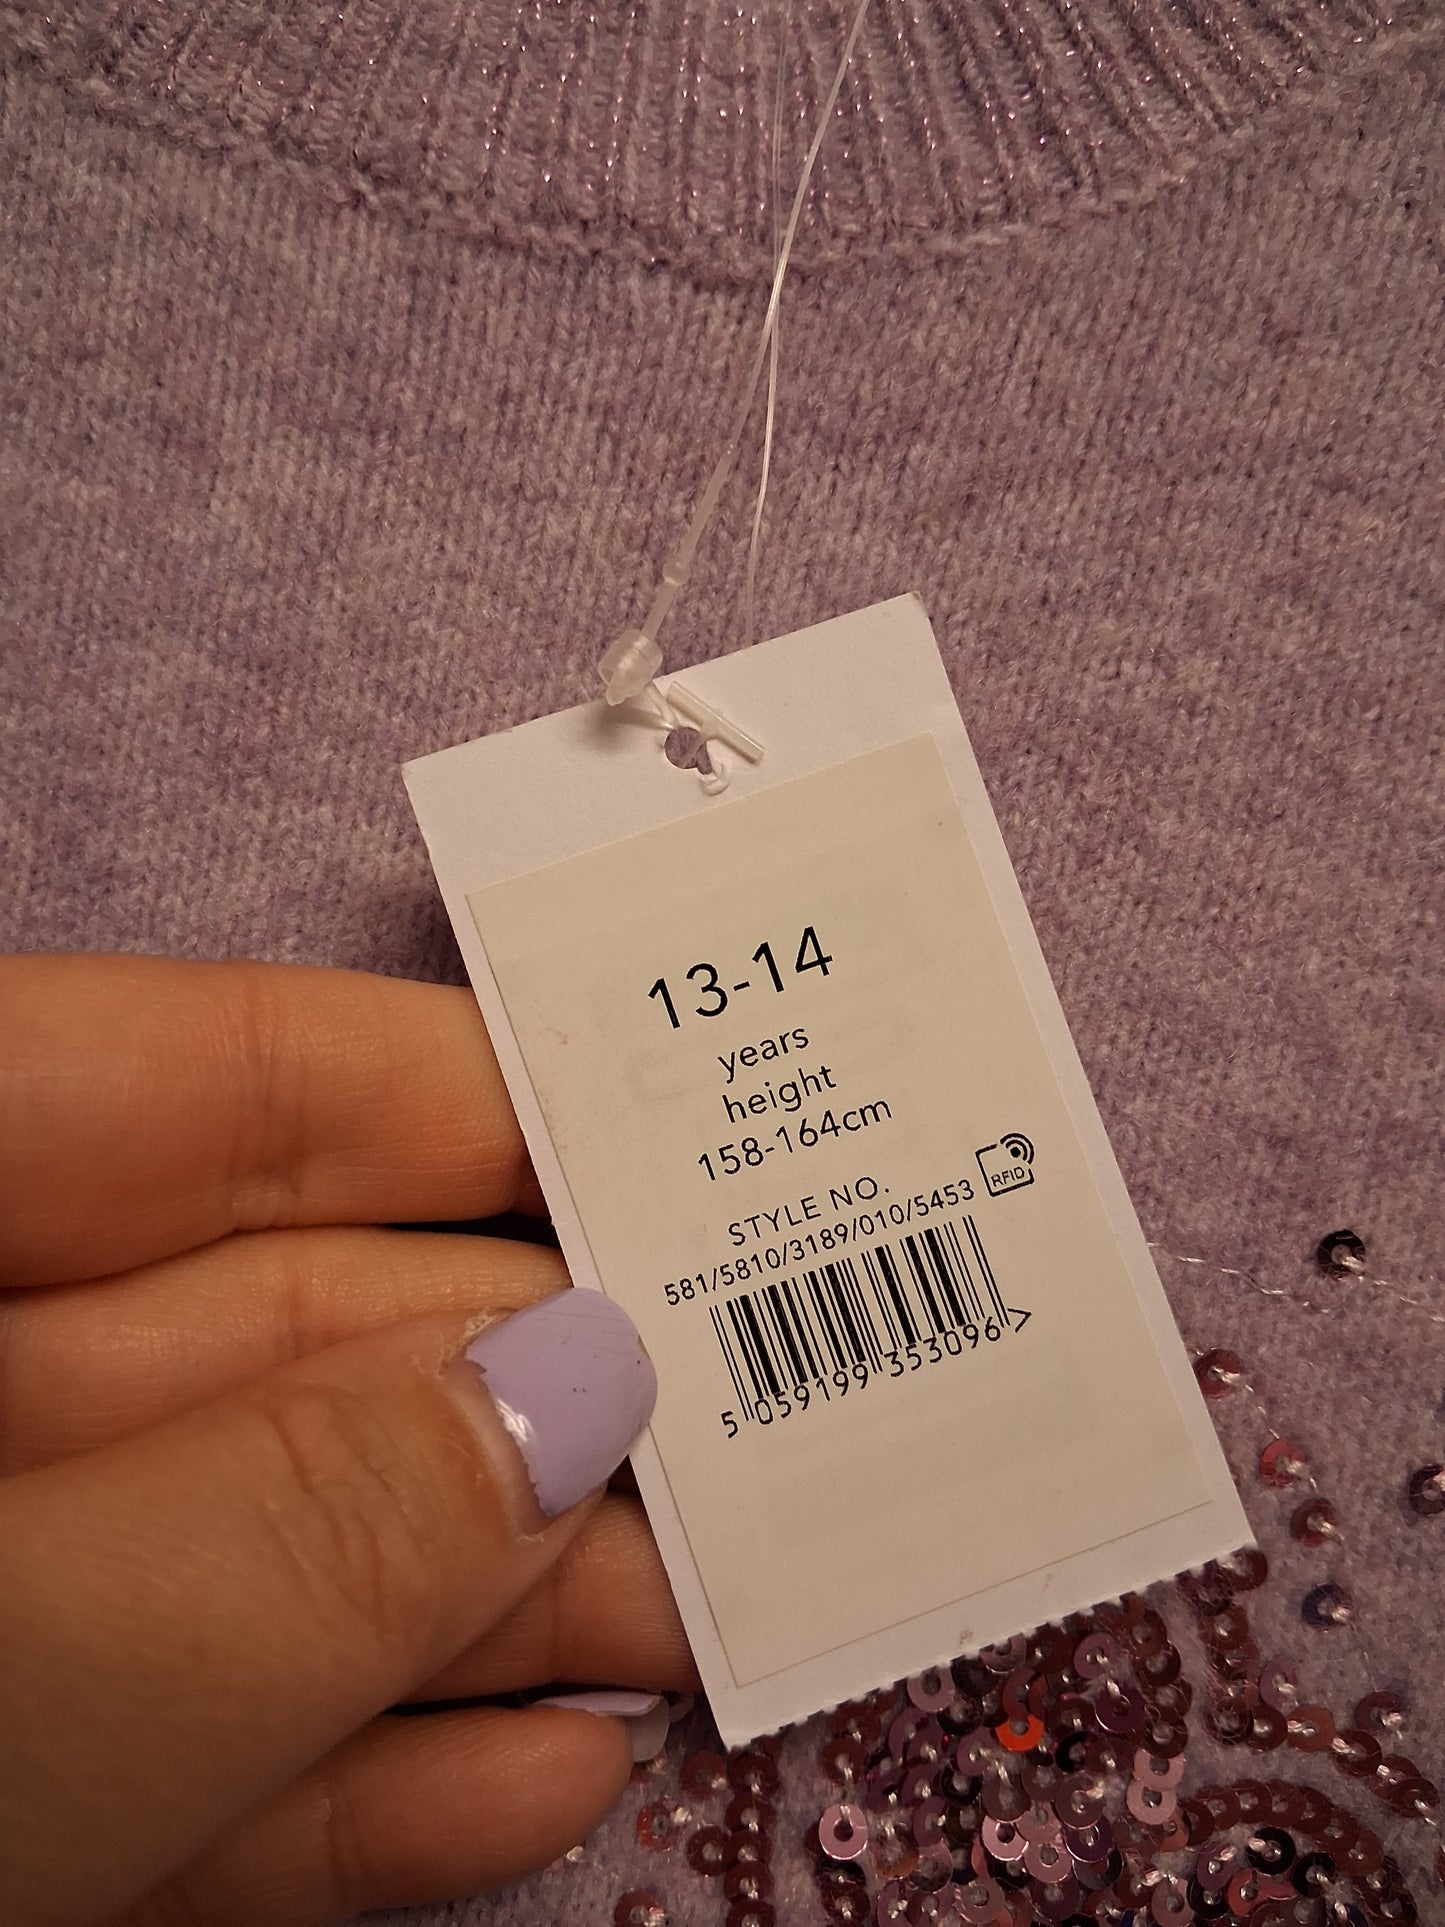 13-14
years
height
158-164cm
STYLE NO.
581/5810/3189/010/5453
RFID
5 059199 353096 >